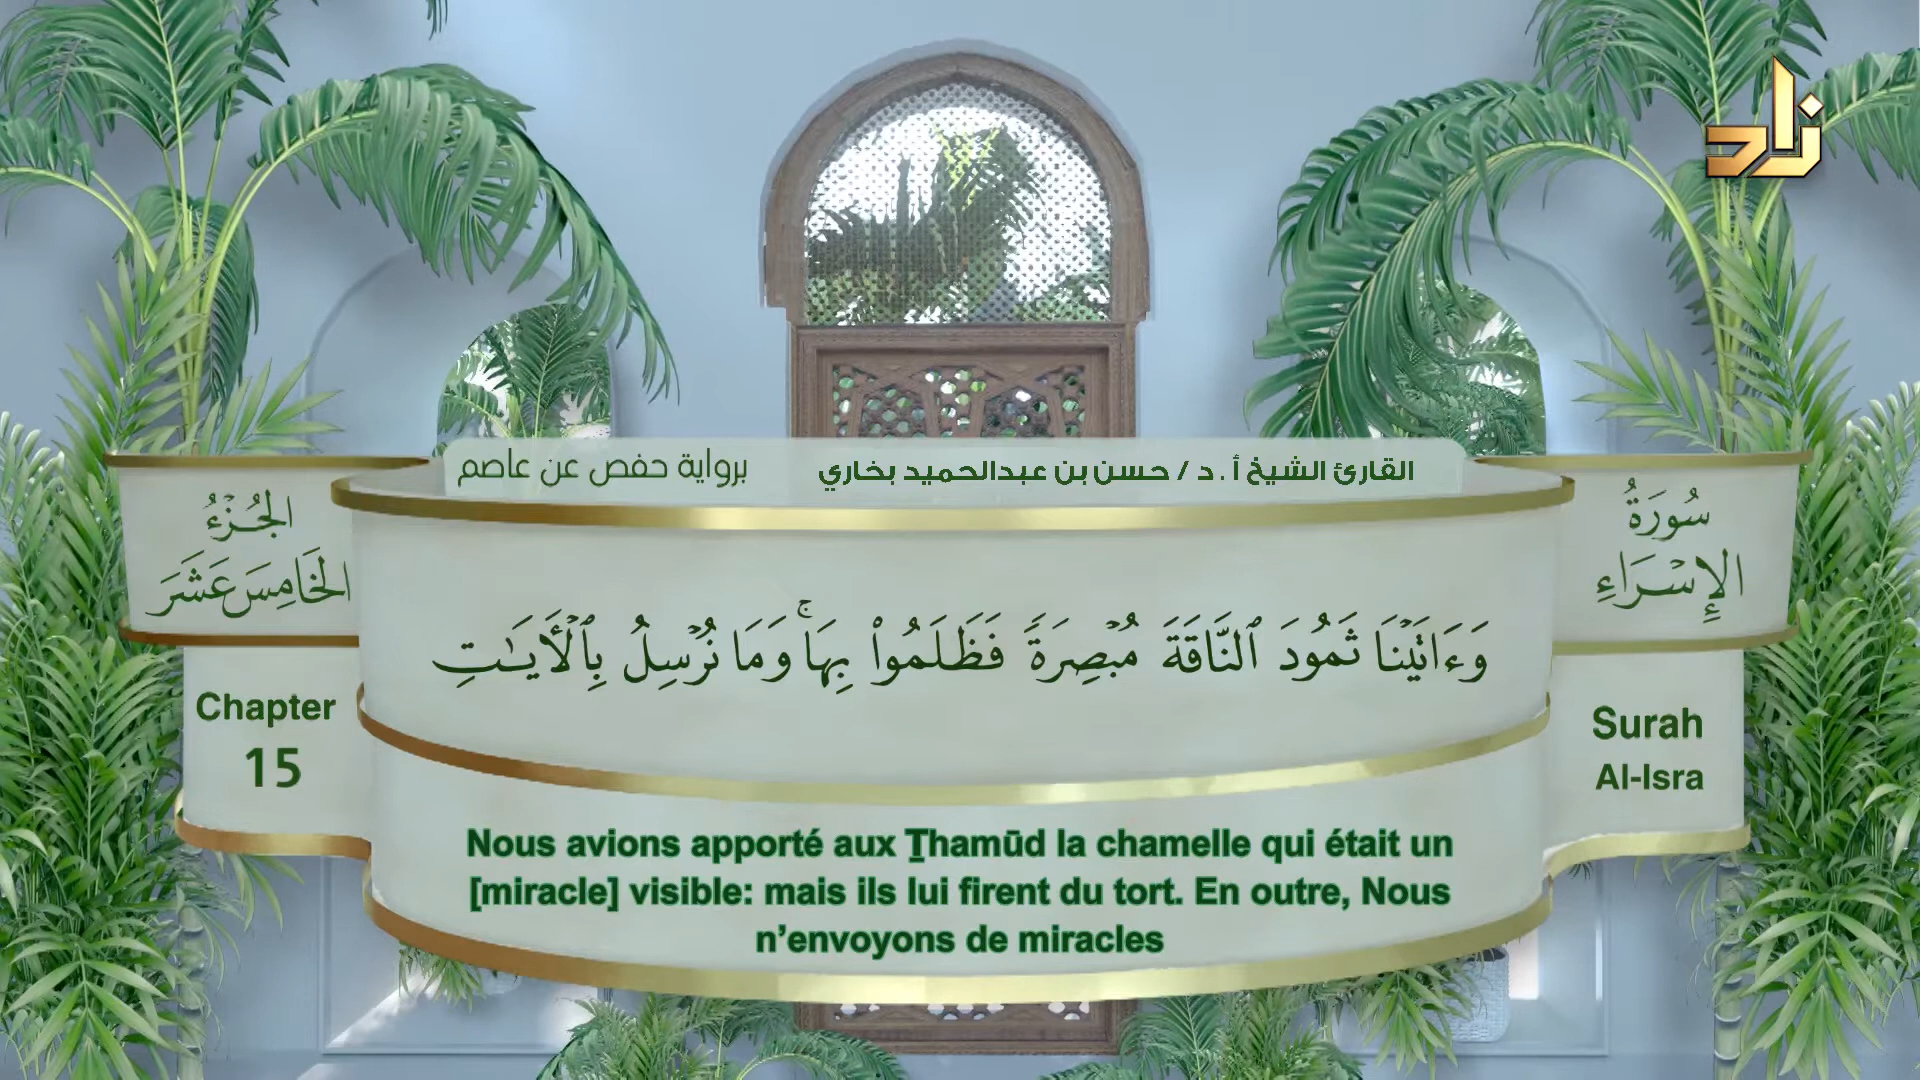 زاد
القارئ الشيخ أ . د / حسن بن عبدالحميد بخاري
برواية حفص عن عاصم
سُورَةُ
الإِسْرَاءِ
الجُزْءُ
الخَامِسَ عَشَرَ
وَءَاتَيْنَا ثَمُودَ ٱلنَّاقَةَ مُبْصِرَةً فَظَلَمُوا۟ بِهَا ۚ وَمَا نُرْسِلُ بِٱلْـَٔايَـٰتِ
Chapter
15
Surah
Al-Isra
Nous avions apporté aux Ṯhamūd la chamelle qui était un
[miracle] visible: mais ils lui firent du tort. En outre, Nous
n’envoyons de miracles